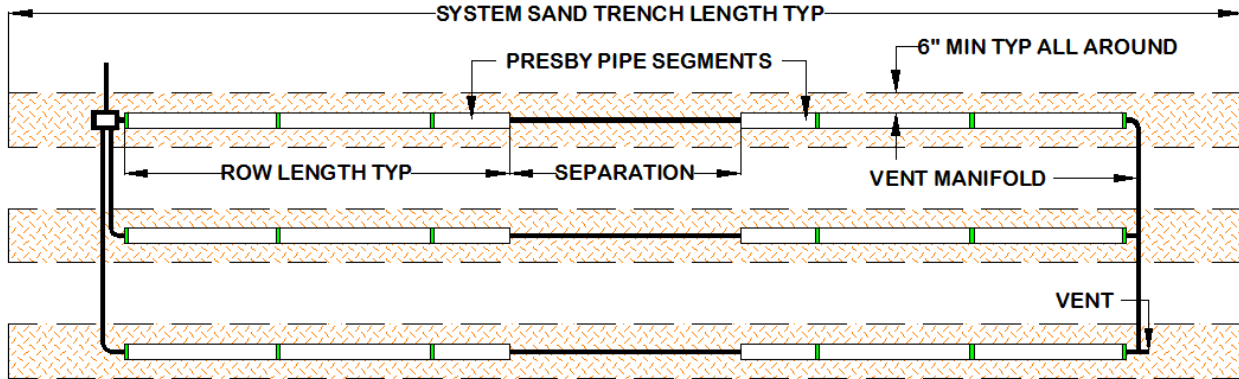 SYSTEM SAND TRENCH LENGTH TYP
6" MIN TYP ALL AROUND
PRESBY PIPE SEGMENTS
ROW LENGTH TYP
SEPARATION
VENT MANIFOLD
VENT